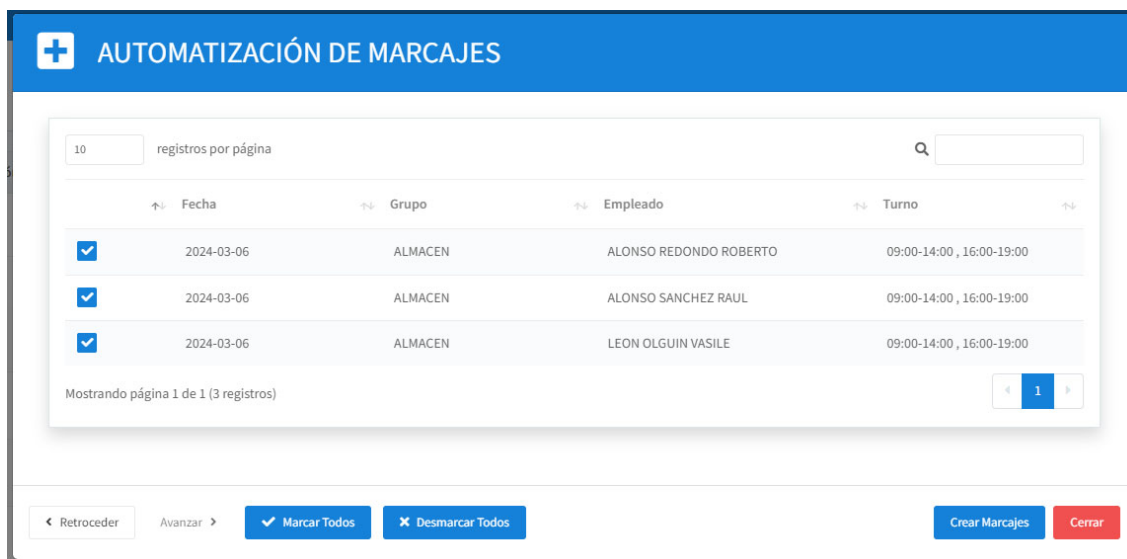 AUTOMATIZACIÓN DE MARCAJES
10 registros por página
Fecha Grupo Empleado Turno
2024-03-06 ALMACEN ALONSO REDONDO ROBERTO 09:00-14:00 , 16:00-19:00
2024-03-06 ALMACEN ALONSO SANCHEZ RAUL 09:00-14:00 , 16:00-19:00
2024-03-06 ALMACEN LEON OLGUIN VASILE 09:00-14:00 , 16:00-19:00
Mostrando página 1 de 1 (3 registros) 1
Retroceder Avanzar Marcar Todos Desmarcar Todos Crear Marcajes Cerrar